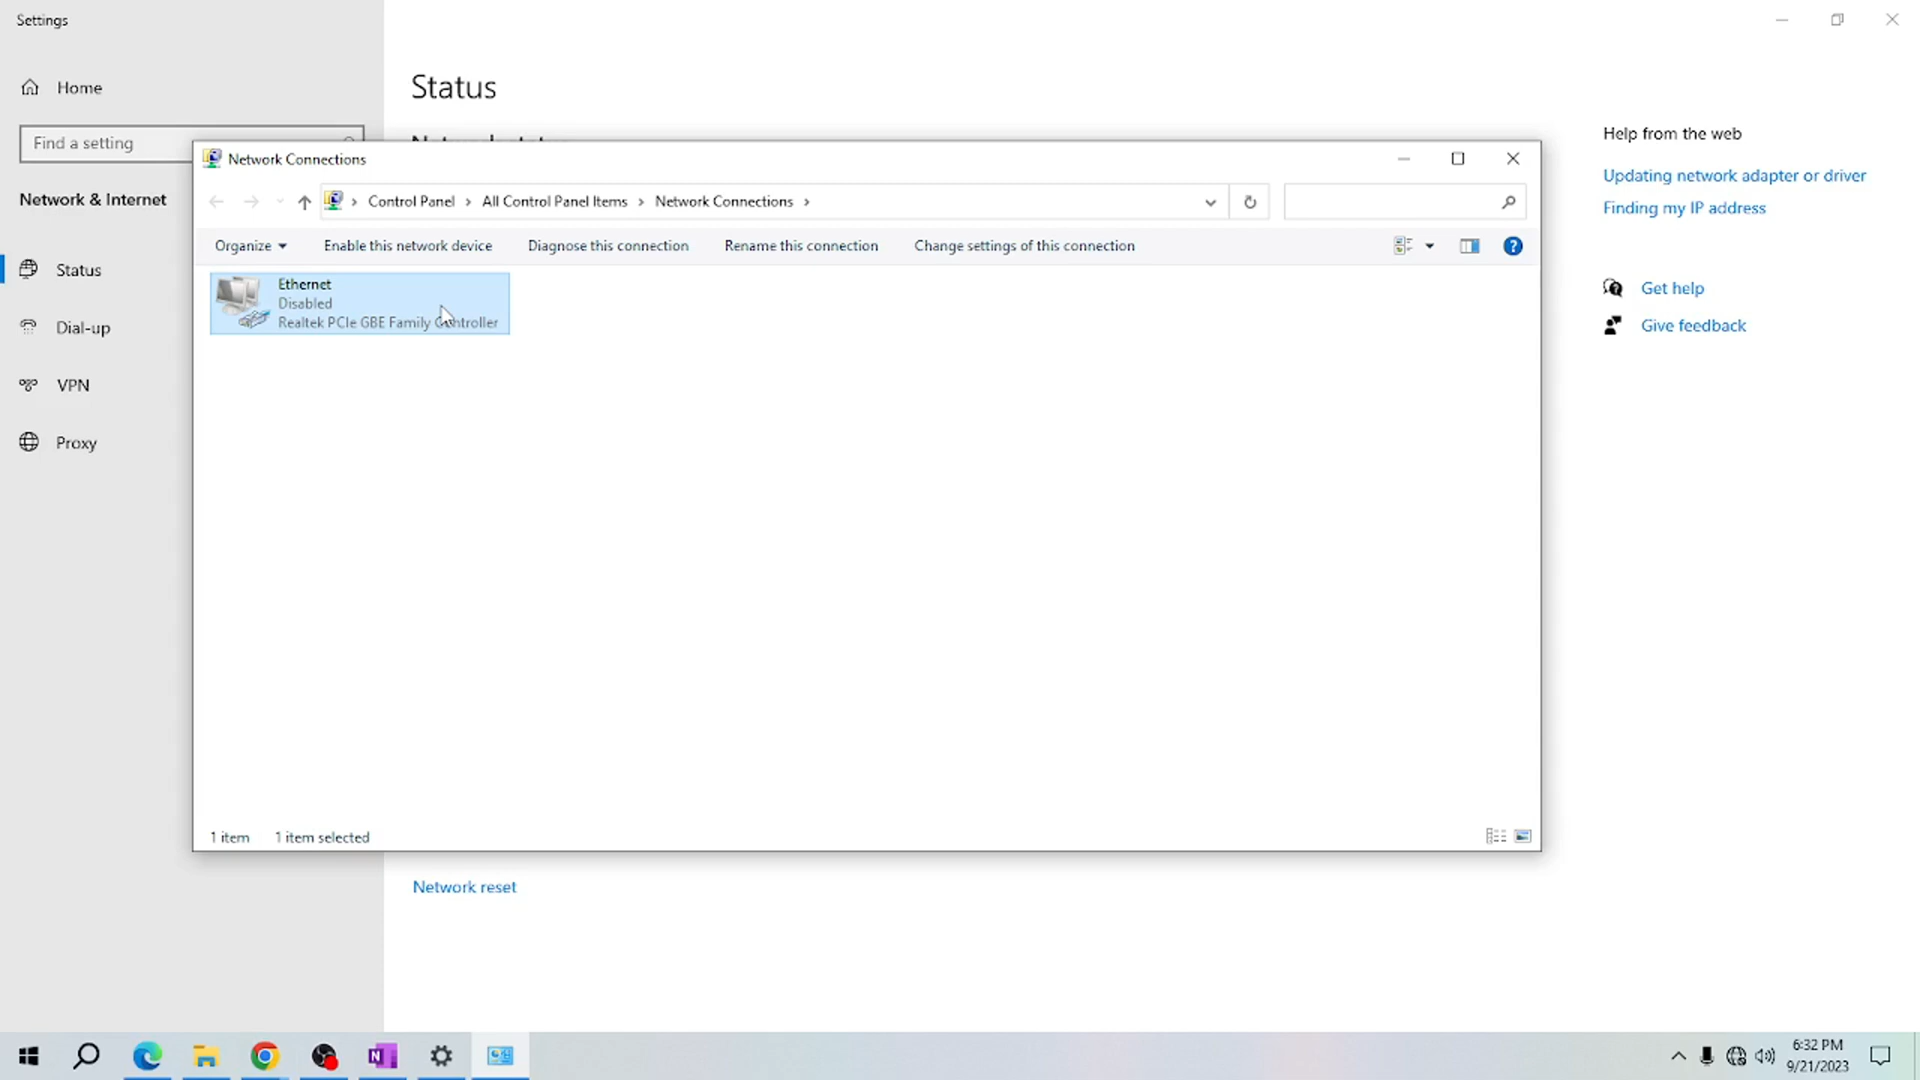 Settings
Home
Find a setting
Network & Internet
Status
Dial-up
VPN
Proxy
Status
Network Connections
Control Panel All Control Panel Items Network Connections
Organize Enable this network device Diagnose this connection Rename this connection Change settings of this connection
Ethernet
Disabled
Realtek PCIe GBE Family Controller
1 item 1 item selected
Network reset
Help from the web
Updating network adapter or driver
Finding my IP address
Get help
Give feedback
6:32 PM
9/21/2023